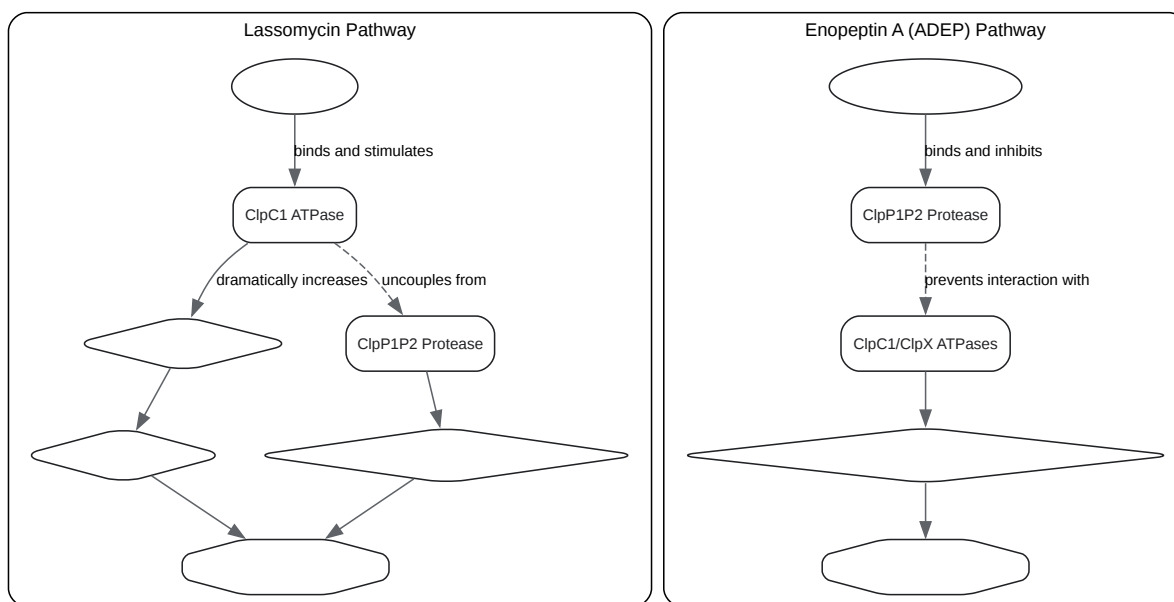 Lassomycin Pathway
binds and stimulates
ClpC1 ATPase
dramatically increases
uncouples from
ClpP1P2 Protease
Enopeptin A (ADEP) Pathway
binds and inhibits
ClpP1P2 Protease
prevents interaction with
ClpC1/ClpX ATPases